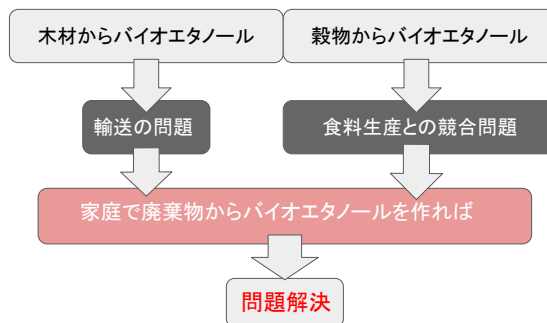 木材からバイオエタノール
穀物からバイオエタノール
輸送の問題
食料生産との競合問題
家庭で廃棄物からバイオエタノールを作れば
問題解決